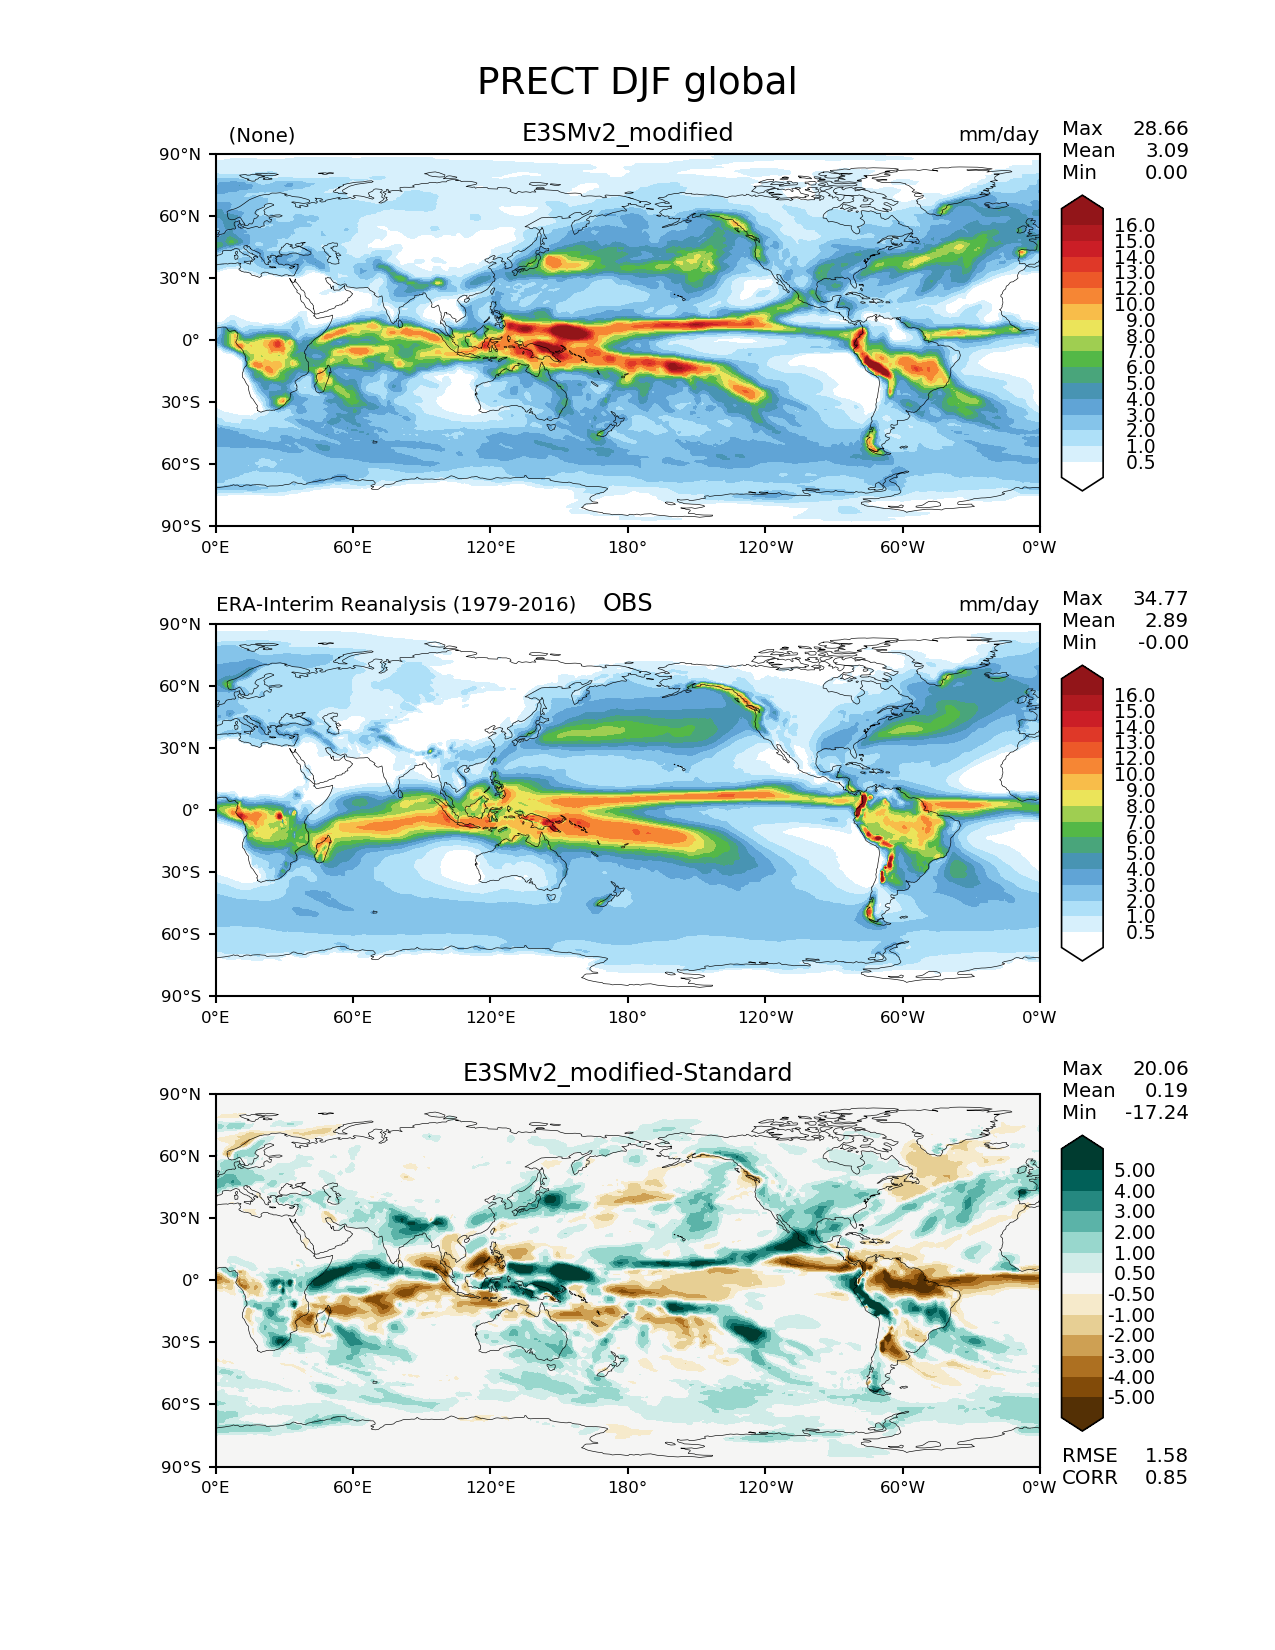 PRECT DJF global
(None) E3SMv2_modified mm/day
Max 28.66
Mean 3.09
Min 0.00
90°N
60°N
30°N
0°
30°S
60°S
90°S
0°E 60°E 120°E 180° 120°W 60°W 0°W
16.0
15.0
14.0
13.0
12.0
10.0
9.0
8.0
7.0
6.0
5.0
4.0
3.0
2.0
1.0
0.5
ERA-Interim Reanalysis (1979-2016) OBS mm/day
Max 34.77
Mean 2.89
Min -0.00
90°N
60°N
30°N
0°
30°S
60°S
90°S
0°E 60°E 120°E 180° 120°W 60°W 0°W
16.0
15.0
14.0
13.0
12.0
10.0
9.0
8.0
7.0
6.0
5.0
4.0
3.0
2.0
1.0
0.5
E3SMv2_modified-Standard
Max 20.06
Mean 0.19
Min -17.24
90°N
60°N
30°N
0°
30°S
60°S
90°S
0°E 60°E 120°E 180° 120°W 60°W 0°W
5.00
4.00
3.00
2.00
1.00
0.50
-0.50
-1.00
-2.00
-3.00
-4.00
-5.00
RMSE 1.58
CORR 0.85